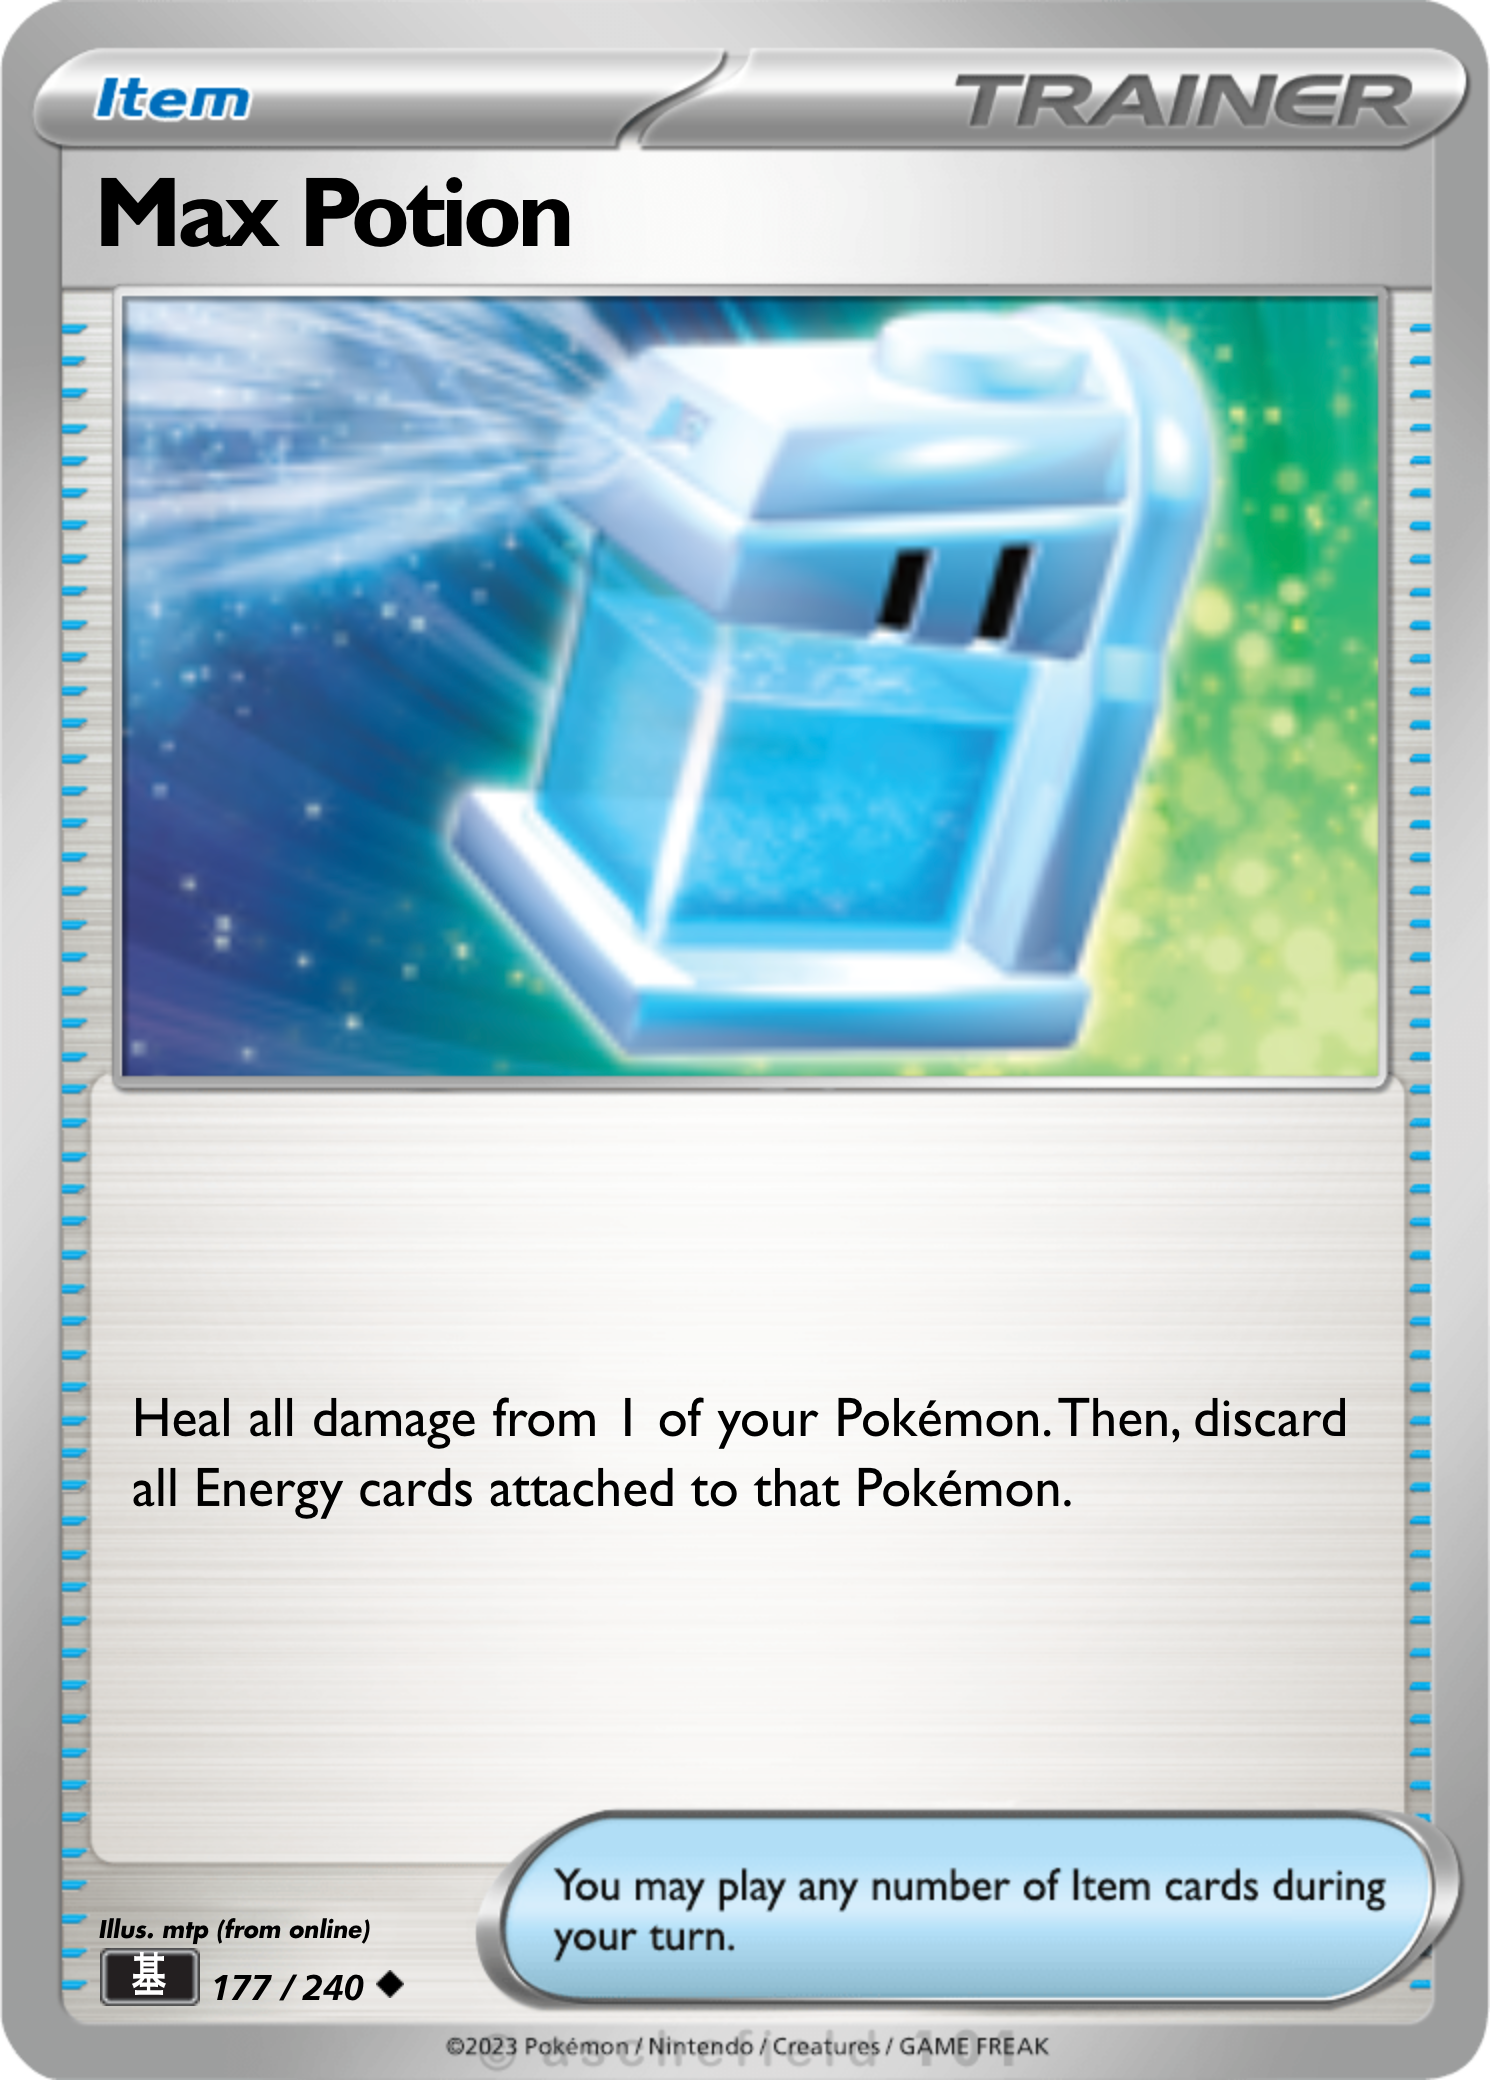 Item
TRAINER
Max Potion
Heal all damage from 1 of your Pokémon. Then, discard
all Energy cards attached to that Pokémon.
You may play any number of Item cards during
your turn.
Illus. mtp (from online)
基 177 / 240
©2023 Pokémon / Nintendo / Creatures / GAME FREAK